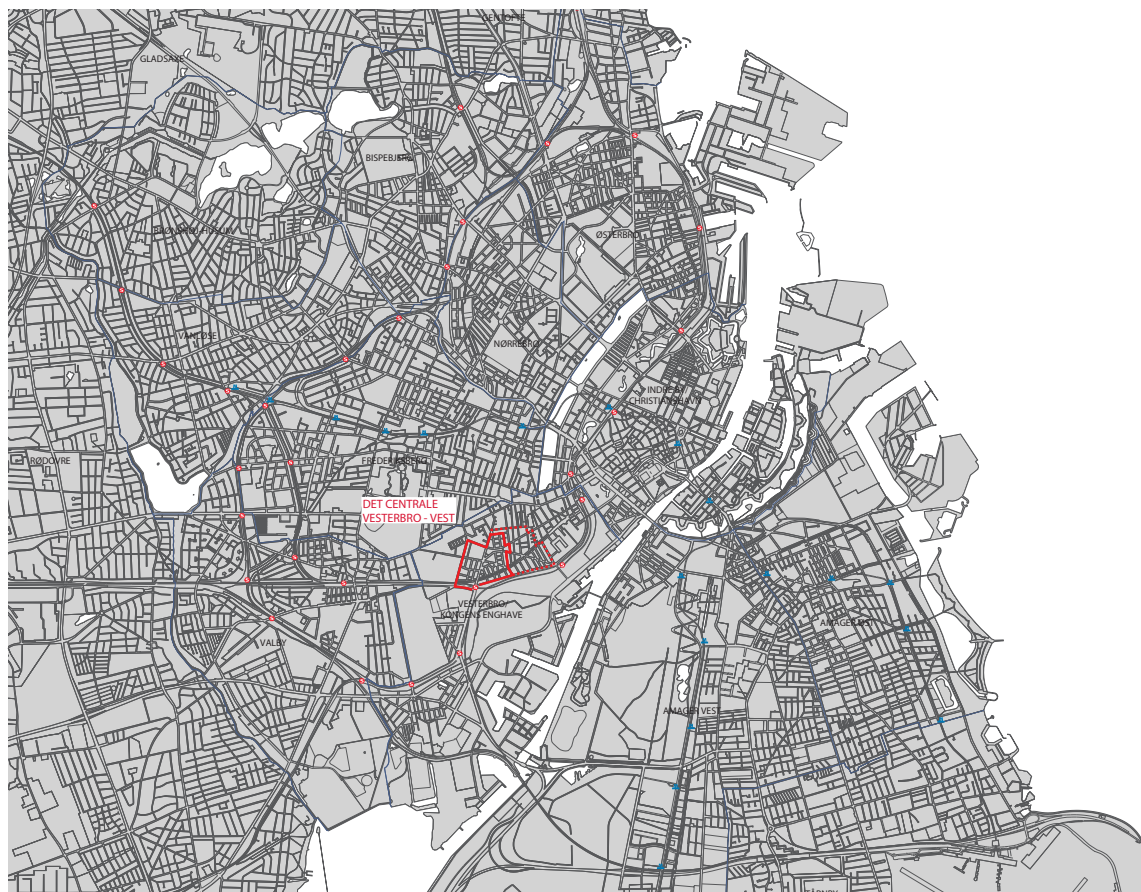 GENTOFTE
GLADSAXE
BISPEBJERG
BRØNSHØJ-HUSUM
ØSTERBRO
VANLØSE
NØRREBRO
INDRE BY
CHRISTIANSHAVN
RØDOVRE
FREDERIKSBERG
DET CENTRALE
VESTERBRO - VEST
VESTERBRO/
KONGENS ENGHAVE
VALBY
AMAGER ØST
AMAGER VEST
TÅRNBY